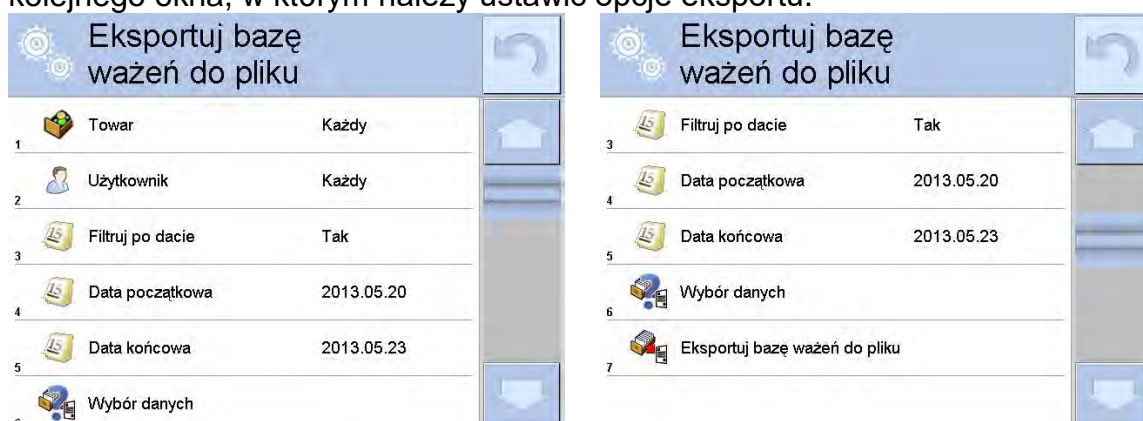 kolejnego okna, w którym należy ustawić opcje eksportu.
Eksportuj bazę
ważeń do pliku
1 Towar Każdy
2 Użytkownik Każdy
3 Filtruj po dacie Tak
4 Data początkowa 2013.05.20
5 Data końcowa 2013.05.23
Wybór danych
Eksportuj bazę
ważeń do pliku
3 Filtruj po dacie Tak
4 Data początkowa 2013.05.20
5 Data końcowa 2013.05.23
6 Wybór danych
7 Eksportuj bazę ważeń do pliku